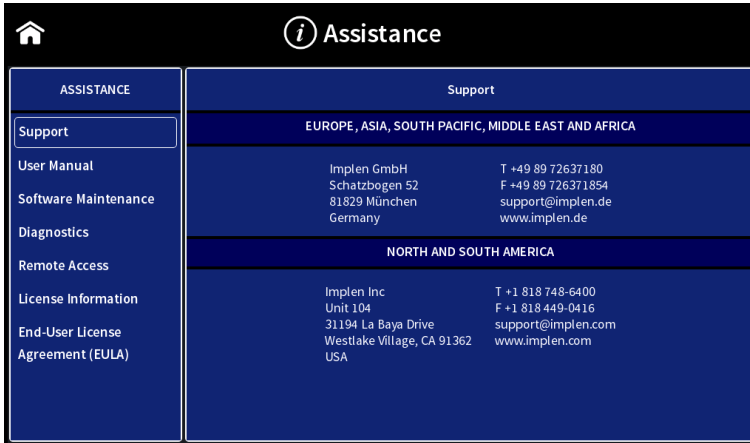 Assistance
ASSISTANCE
Support
User Manual
Software Maintenance
Diagnostics
Remote Access
License Information
End-User License
Agreement (EULA)
Support
EUROPE, ASIA, SOUTH PACIFIC, MIDDLE EAST AND AFRICA
Implen GmbH
Schatzbogen 52
81829 München
Germany
T +49 89 72637180
F +49 89 726371854
support@implen.de
www.implen.de
NORTH AND SOUTH AMERICA
Implen Inc
Unit 104
31194 La Baya Drive
Westlake Village, CA 91362
USA
T +1 818 748-6400
F +1 818 449-0416
support@implen.com
www.implen.com